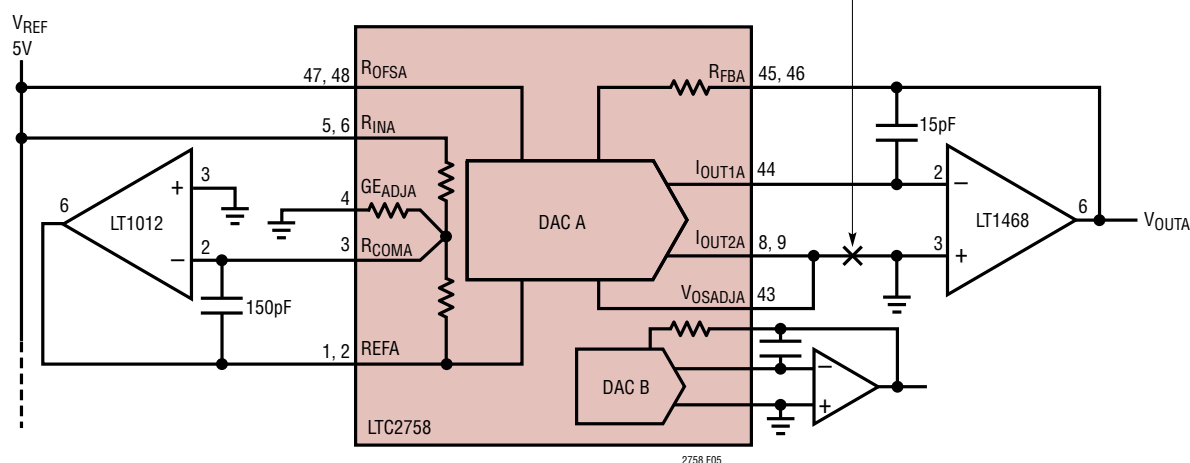 VREF
5V
47, 48
ROFSA
RFBA
45, 46
5, 6
RINA
15pF
4
GEADJA
IOUT1A
44
2
−
3
+
6
LT1012
DAC A
LT1468
6
VOUTA
2
−
3
RCOMA
IOUT2A
8, 9
3
+
150pF
VOSADJA
43
1, 2
REFA
DAC B
−
+
LTC2758
2758 F05